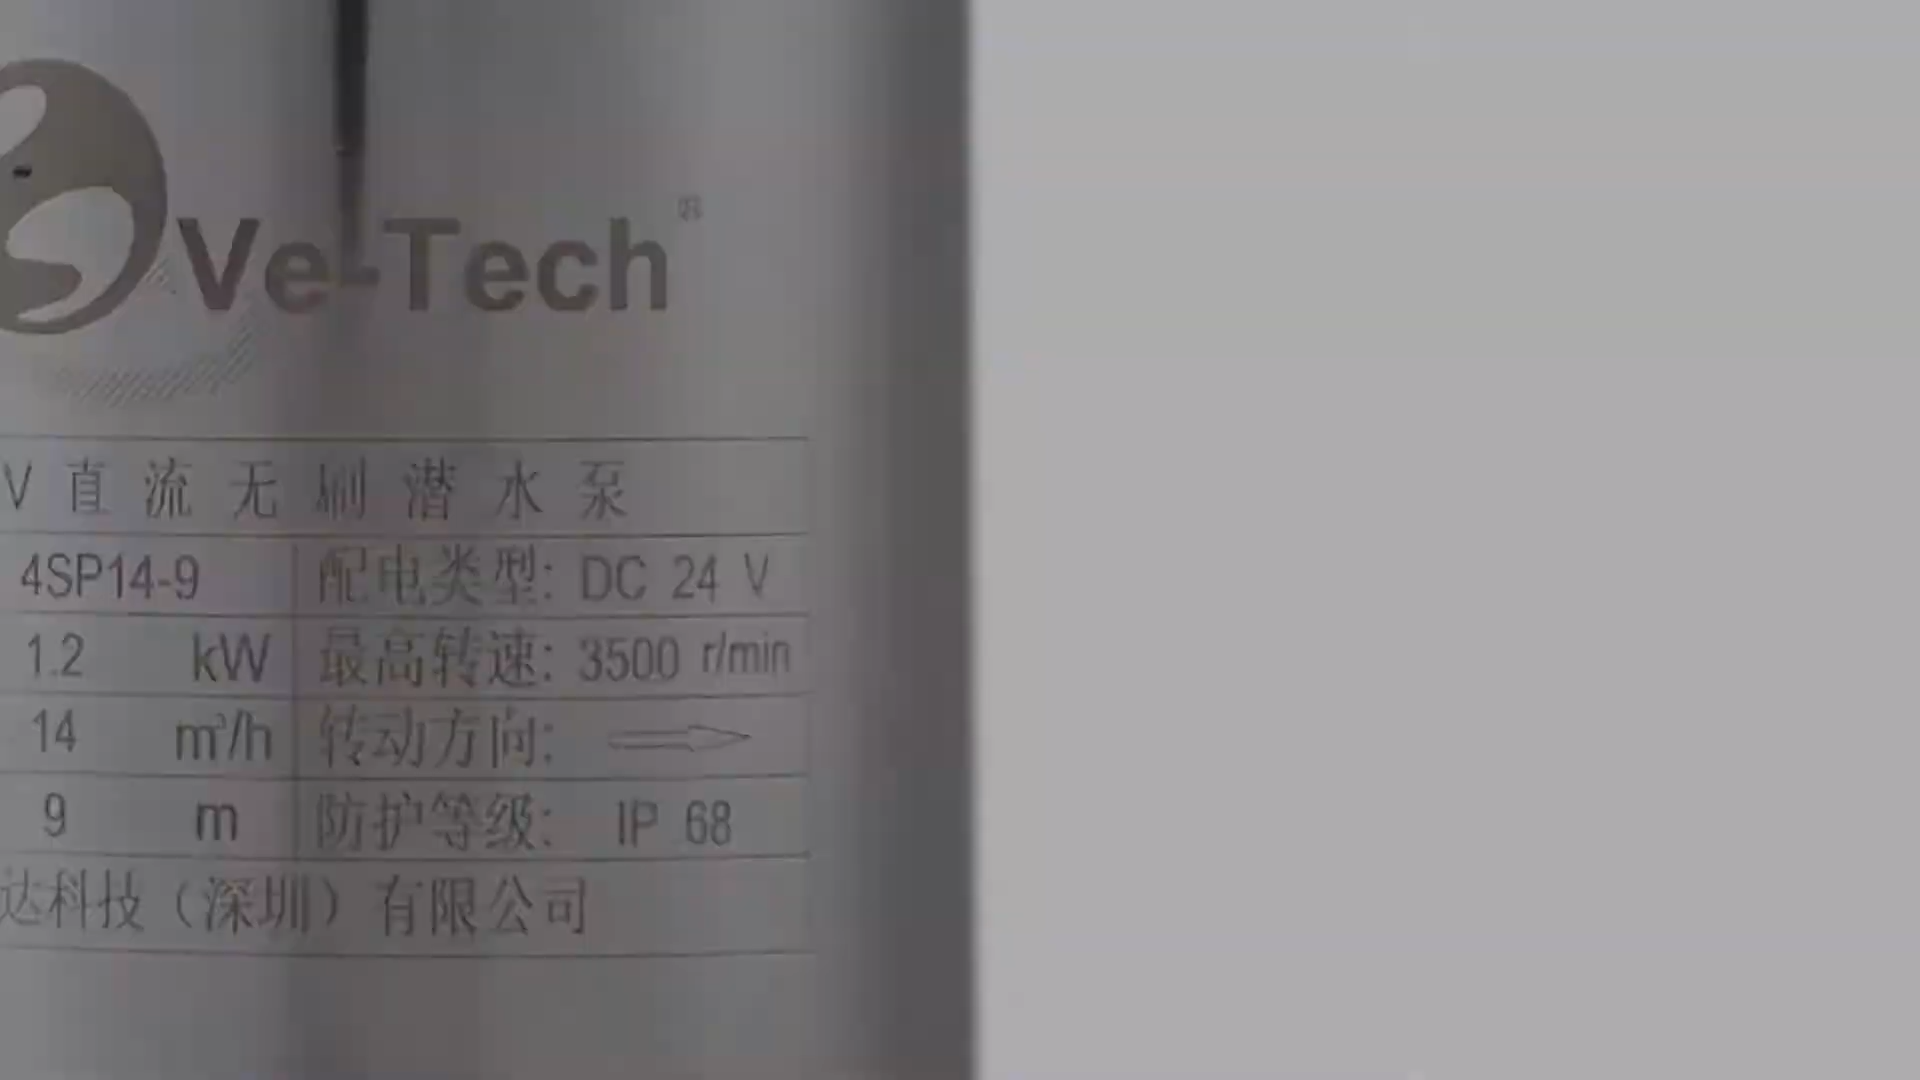 Ve-Tech®
V直流无刷潜水泵
4SP14-9 配电类型: DC 24 V
1.2 kW 最高转速: 3500 r/min
14 m³/h 转动方向:
9 m 防护等级: IP 68
达科技（深圳）有限公司